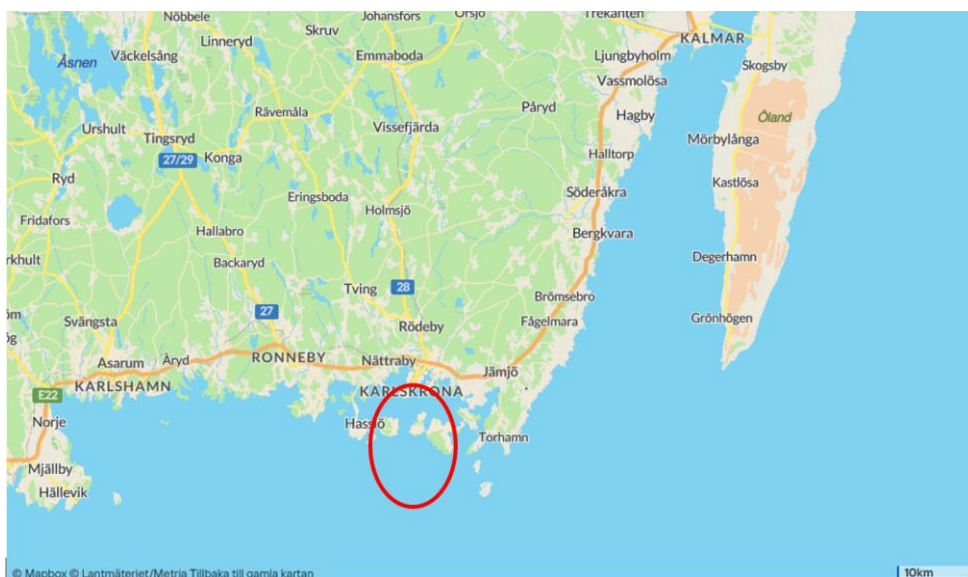 Nöbbele
Johansfors
Orsjö
Trekanten
Skruv
Linneryd
KALMAR
Väckelsång
Emmaboda
Ljungbyholm
Åsnen
Skogsby
Vassmolösa
Rävemåla
Påryd
Hagby
Öland
Urshult
Vissefjärda
Tingsryd
Mörbylånga
27/29
Konga
Halltorp
Ryd
Kastlösa
Eringsboda
Söderåkra
Holmsjö
Fridafors
Hallabro
Bergkvara
Backaryd
Degerhamn
Tving
28
Brömsebro
27
Grönhögen
Svängsta
Rödeby
Fågelmara
RONNEBY
Nättraby
Asarum
Åryd
Jämjö
KARLSHAMN
KARLSKRONA
E22
Norje
Hasslö
Torhamn
Mjällby
Hällevik
© Mapbox © Lantmäteriet/Metria Tillbaka till gamla kartan
10km